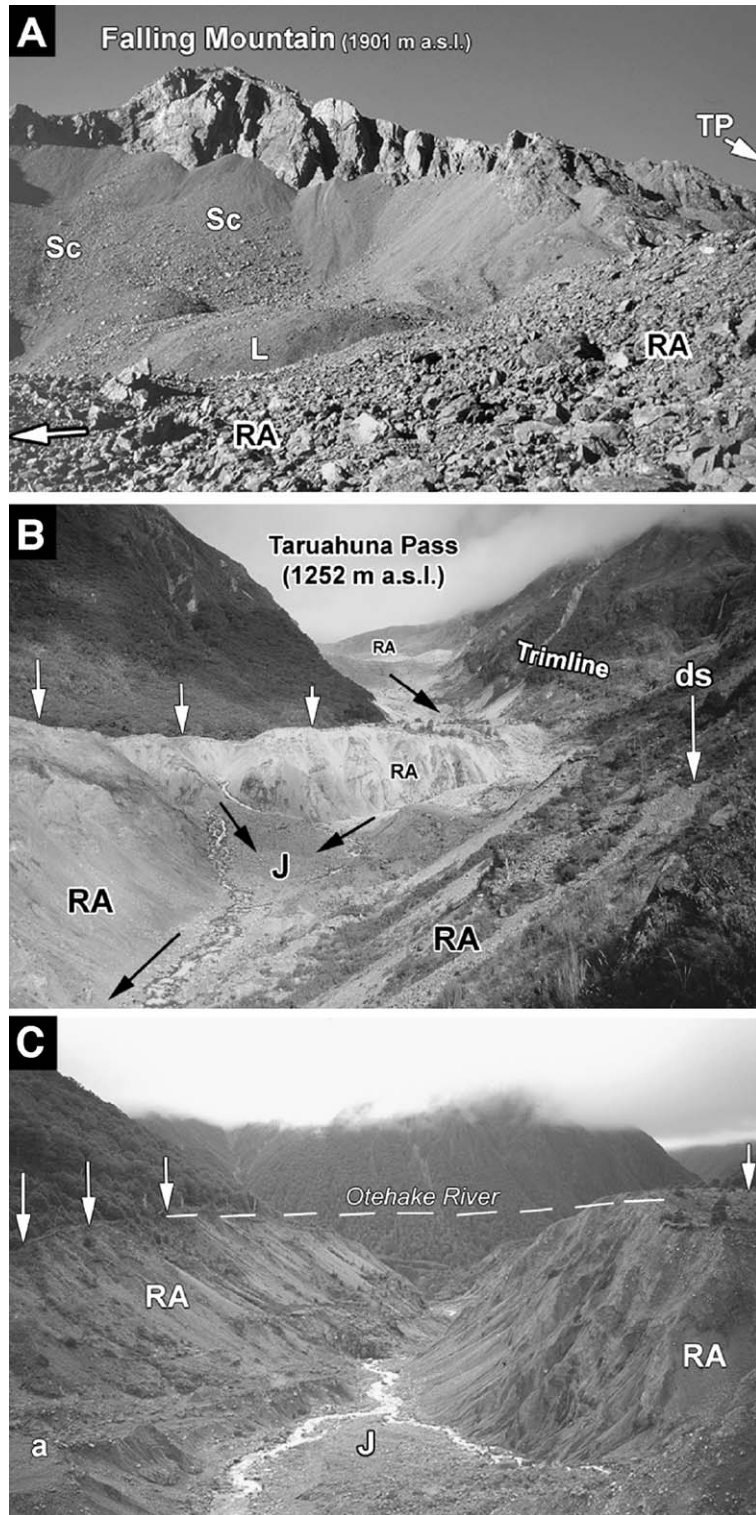 A
Falling Mountain (1901 m a.s.l.)
TP
Sc
Sc
L
RA
RA
B
Taruahuna Pass
(1252 m a.s.l.)
RA
Trimline
ds
RA
J
RA
RA
C
Otehake River
RA
RA
a
J